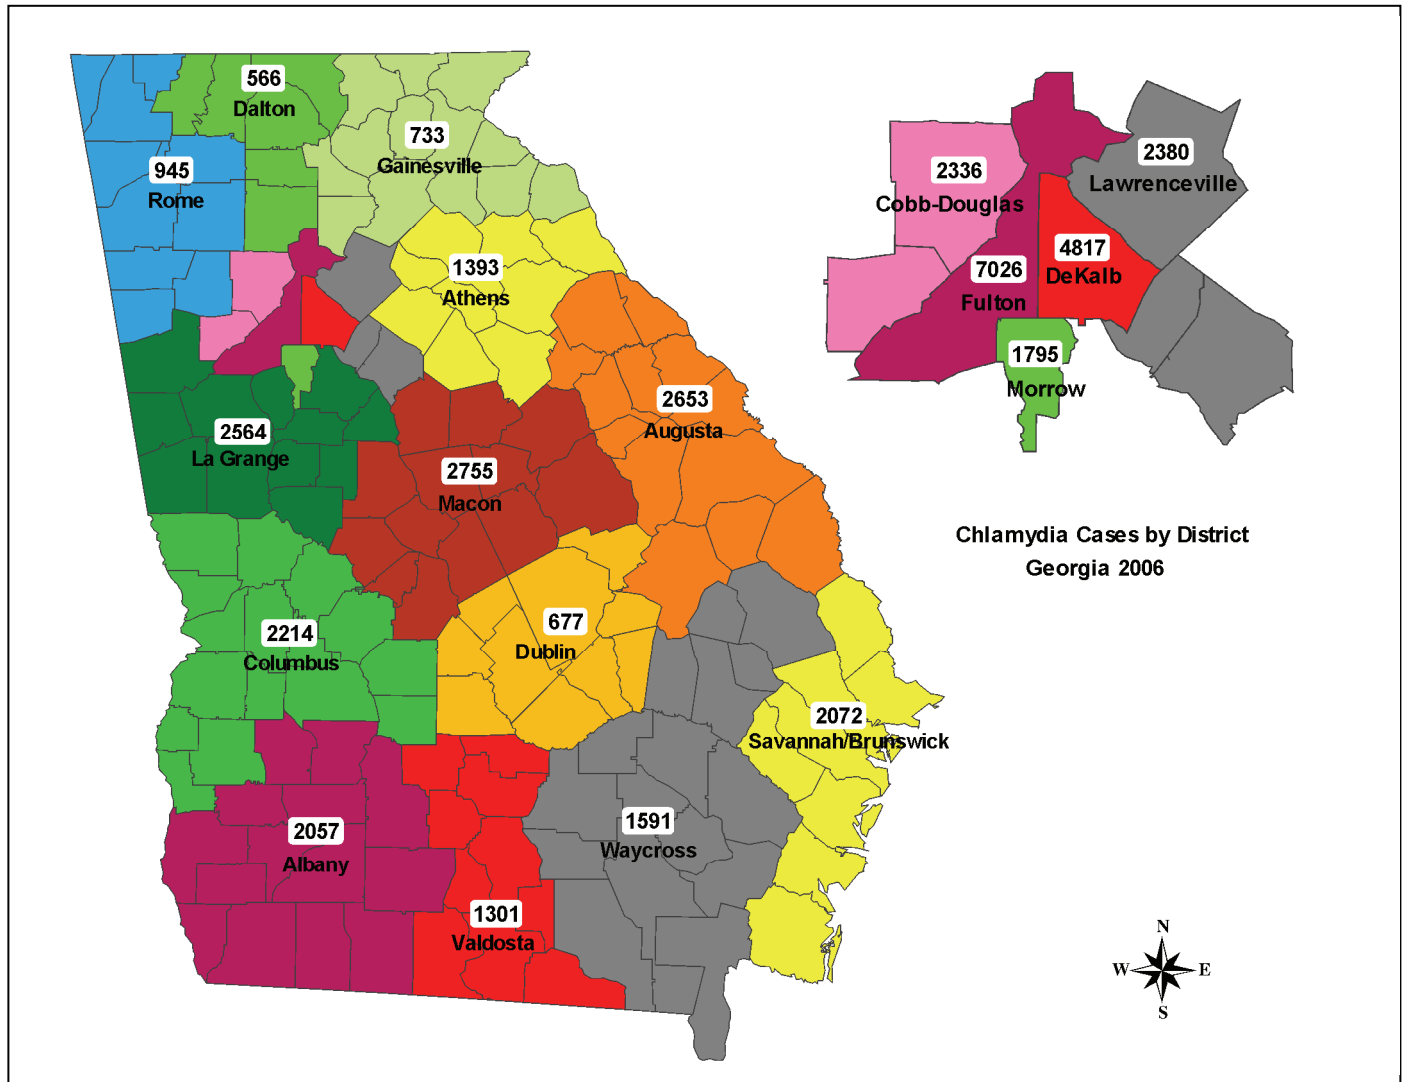 566
Dalton
733
Gainesville
945
Rome
1393
Athens
2653
Augusta
2564
La Grange
2755
Macon
2214
Columbus
677
Dublin
2072
Savannah/Brunswick
2057
Albany
1591
Waycross
1301
Valdosta
2380
Lawrenceville
2336
Cobb-Douglas
4817
DeKalb
7026
Fulton
1795
Morrow
Chlamydia Cases by District
Georgia 2006
N
W E
S